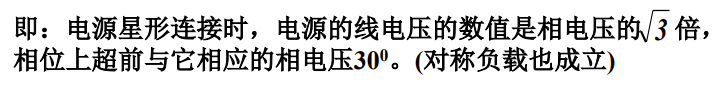 即：电源星形连接时，电源的线电压的数值是相电压的√3 倍，
相位上超前与它相应的相电压30⁰。(对称负载也成立)